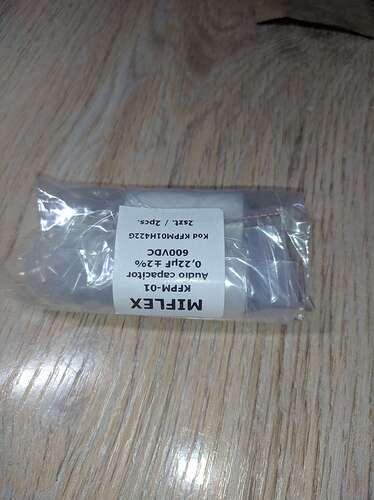 MIFLEX
KFPM-01
Audio capacitor
0,22µF ±2%
600VDC
Kod KFPM01H422G
2szt. / 2pcs.